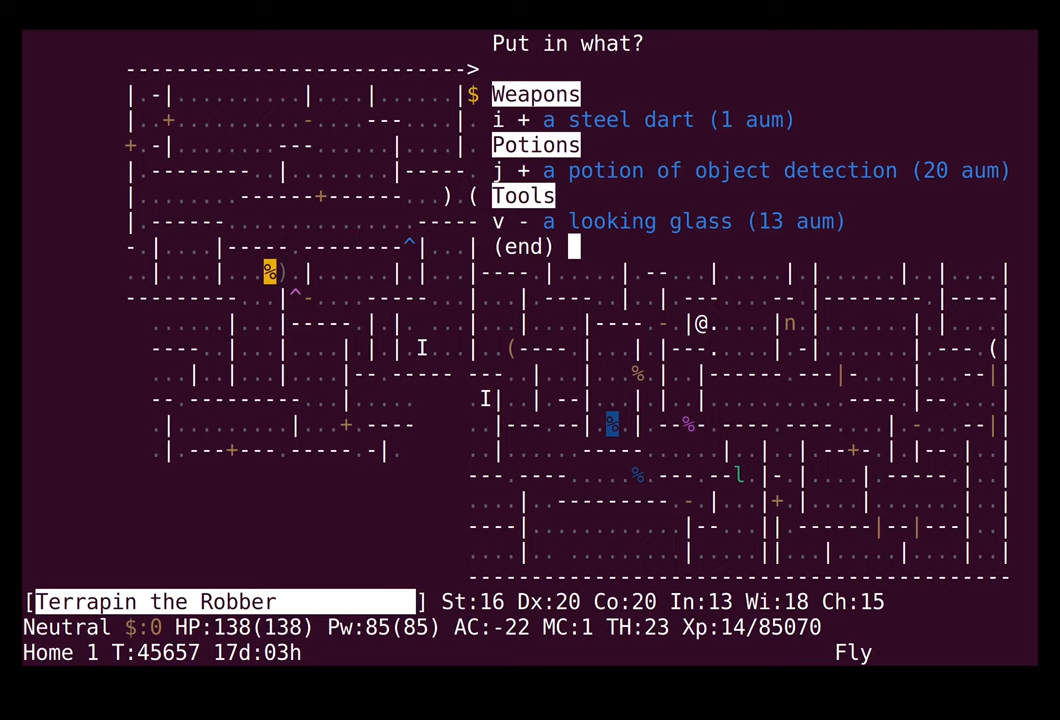 Put in what?
Weapons
i + a steel dart (1 aum)
Potions
j + a potion of object detection (20 aum)
Tools
v - a looking glass (13 aum)
(end)
[Terrapin the Robber] St:16 Dx:20 Co:20 In:13 Wi:18 Ch:15
Neutral $:0 HP:138(138) Pw:85(85) AC:-22 MC:1 TH:23 Xp:14/85070
Home 1 T:45657 17d:03h Fly